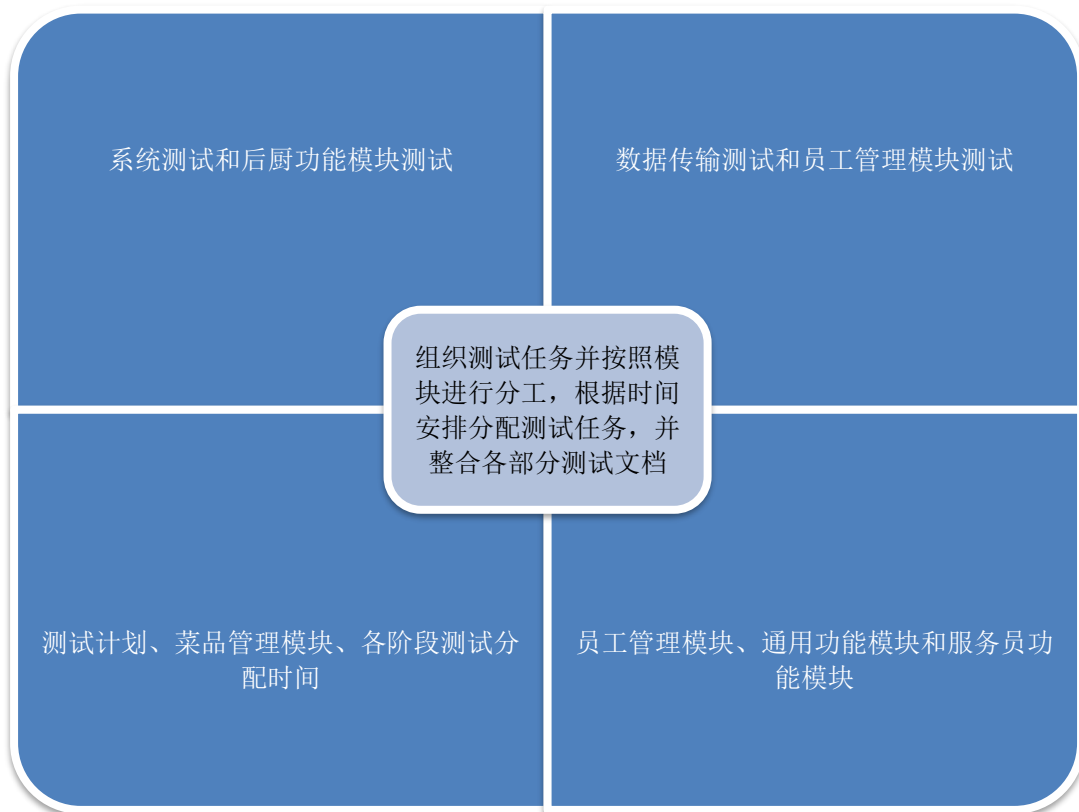 系统测试和后厨功能模块测试
数据传输测试和员工管理模块测试
组织测试任务并按照模
块进行分工，根据时间
安排分配测试任务，并
整合各部分测试文档
测试计划、菜品管理模块、各阶段测试分
配时间
员工管理模块、通用功能模块和服务员功
能模块